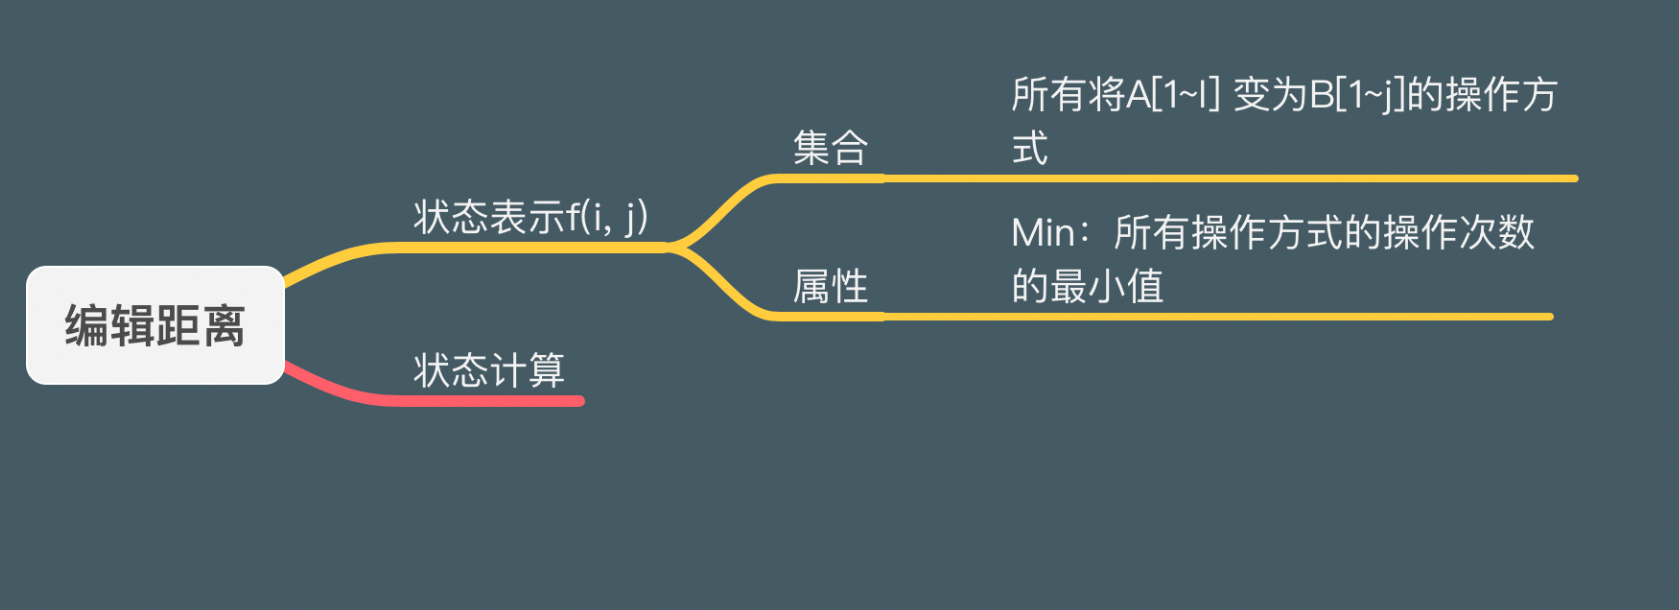 所有将A[1~I] 变为B[1~j]的操作方
式
集合
状态表示f(i, j)
Min：所有操作方式的操作次数
的最小值
属性
编辑距离
状态计算